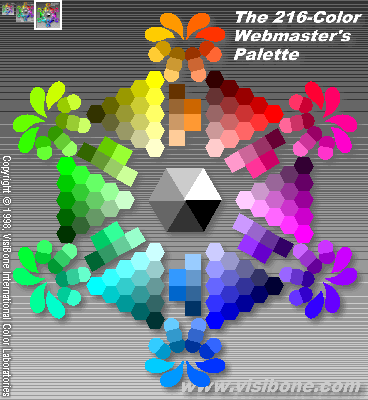 The 216-Color
Webmaster's
Palette
Copyright © 1998, VisiBone International Color Laboratories
www.visibone.com